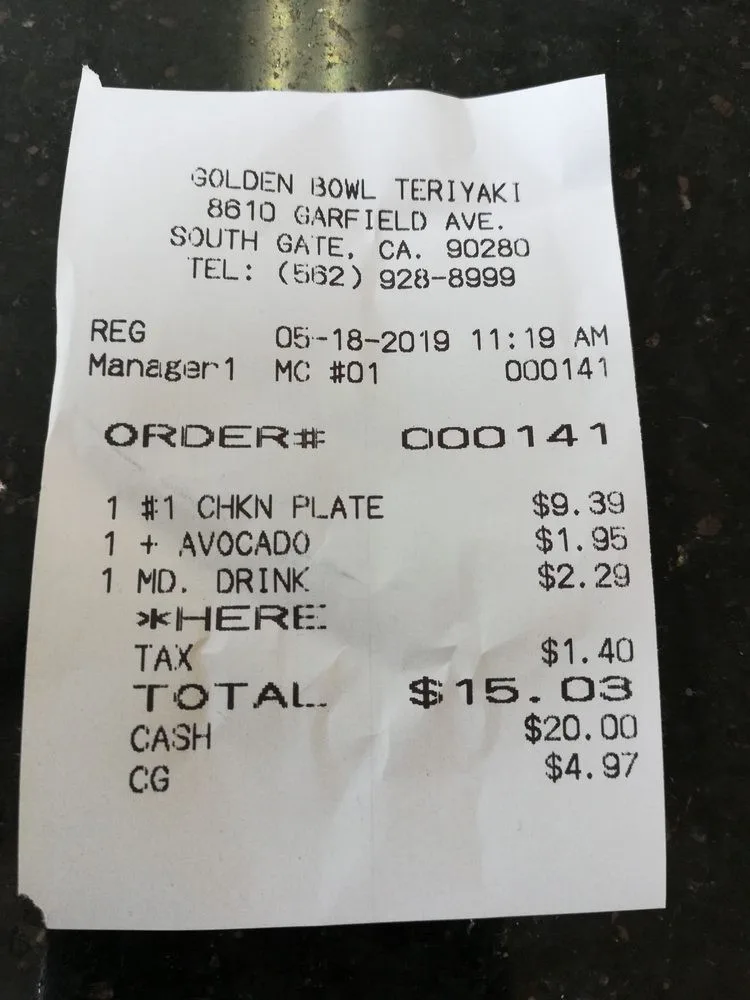 GOLDEN BOWL TERIYAKI
8610 GARFIELD AVE.
SOUTH GATE, CA. 90280
TEL: (562) 928-8999
REG 05-18-2019 11:19 AM
Manager1 MC #01 000141
ORDER# 000141
1 #1 CHKN PLATE $9.39
1 + AVOCADO $1.95
1 MD. DRINK $2.29
*HERE
TAX $1.40
TOTAL $15.03
CASH $20.00
CG $4.97